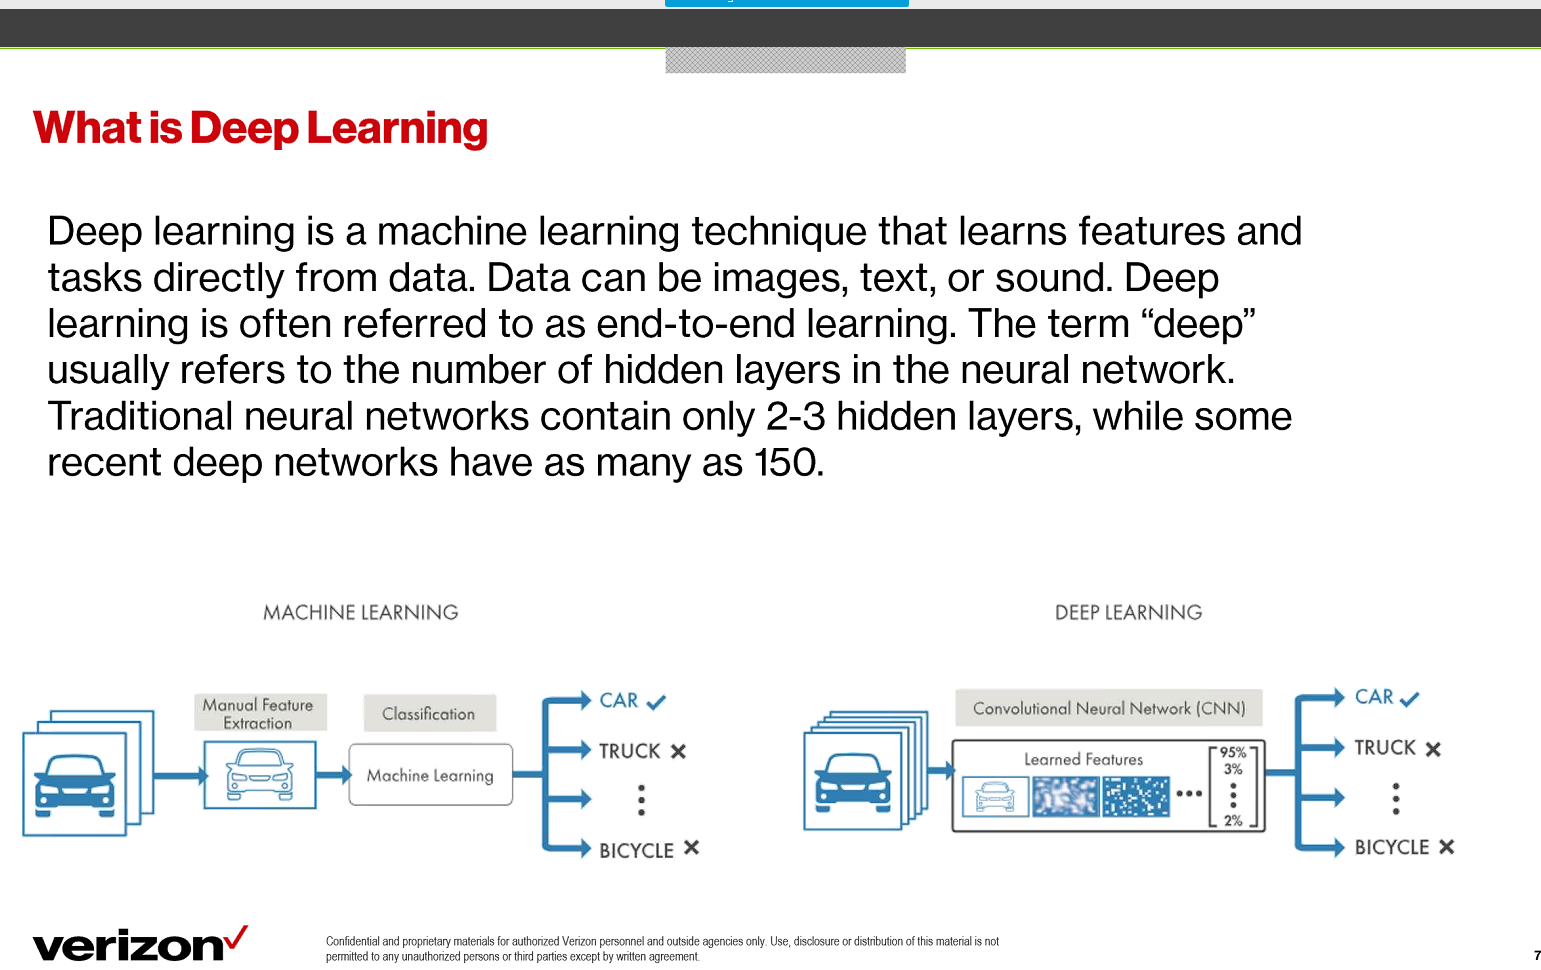 What is Deep Learning
Deep learning is a machine learning technique that learns features and
tasks directly from data. Data can be images, text, or sound. Deep
learning is often referred to as end-to-end learning. The term “deep”
usually refers to the number of hidden layers in the neural network.
Traditional neural networks contain only 2-3 hidden layers, while some
recent deep networks have as many as 150.
MACHINE LEARNING
Manual Feature
Extraction
Classification
Machine Learning
CAR
TRUCK
BICYCLE
DEEP LEARNING
Convolutional Neural Network (CNN)
Learned Features
95%
3%
2%
CAR
TRUCK
BICYCLE
verizon
Confidential and proprietary materials for authorized Verizon personnel and outside agencies only. Use, disclosure or distribution of this material is not
permitted to any unauthorized persons or third parties except by written agreement.
7